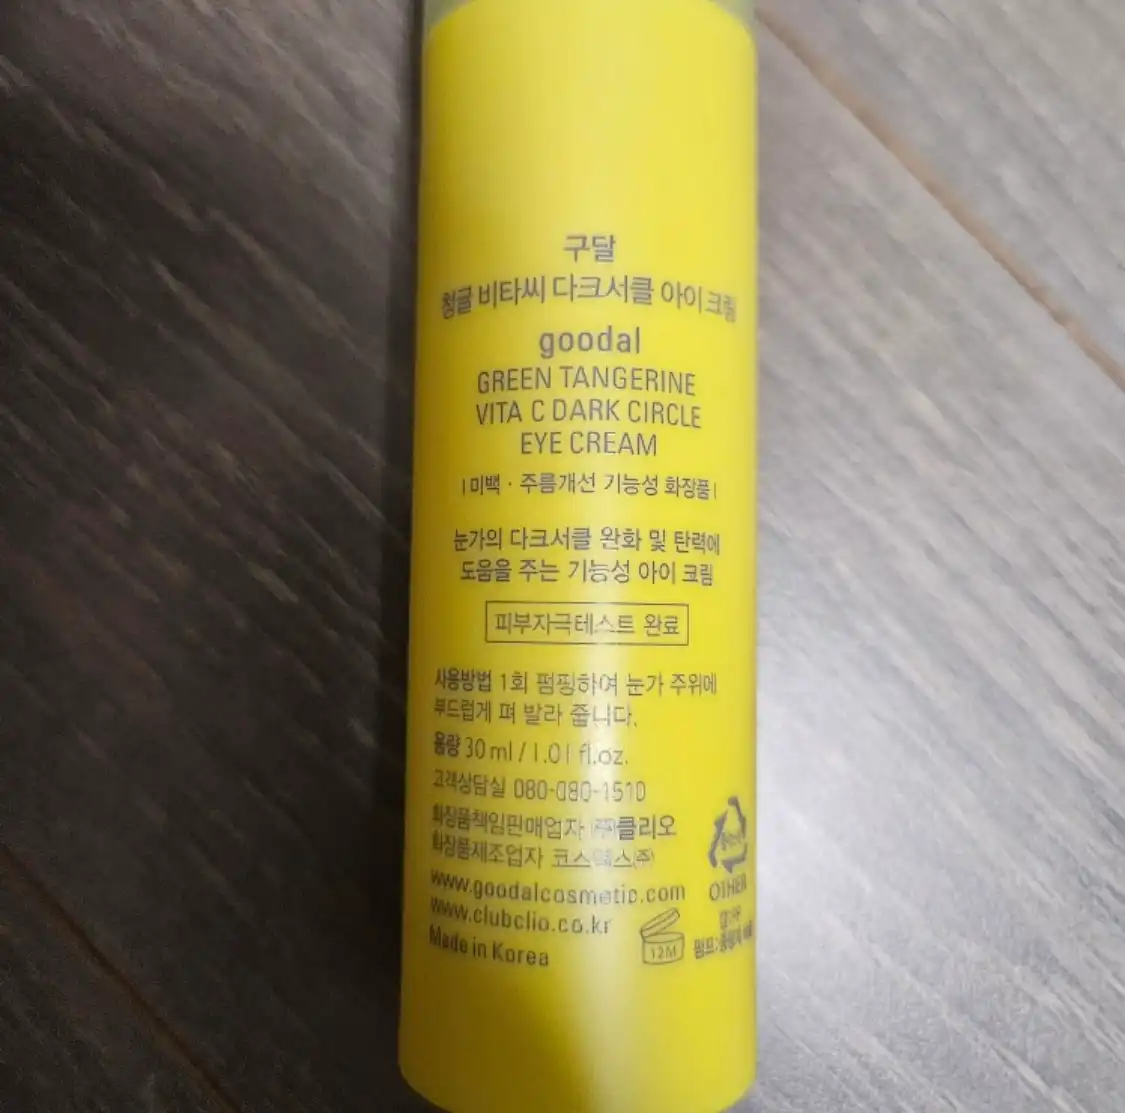 구달
청귤 비타씨 다크서클 아이 크림
goodal
GREEN TANGERINE
VITA C DARK CIRCLE
EYE CREAM
| 미백 · 주름개선 기능성 화장품 |
눈가의 다크서클 완화 및 탄력에
도움을 주는 기능성 아이 크림
피부자극테스트 완료
사용방법 1회 펌핑하여 눈가 주위에
부드럽게 펴 발라 줍니다.
용량 30 ml / 1.01 fl.oz.
고객상담실 080-080-1510
화장품책임판매업자 (주)클리오
화장품제조업자 코스맥스(주)
www.goodalcosmetic.com
www.clubclio.co.kr
Made in Korea
12M
OTHER
펌프: